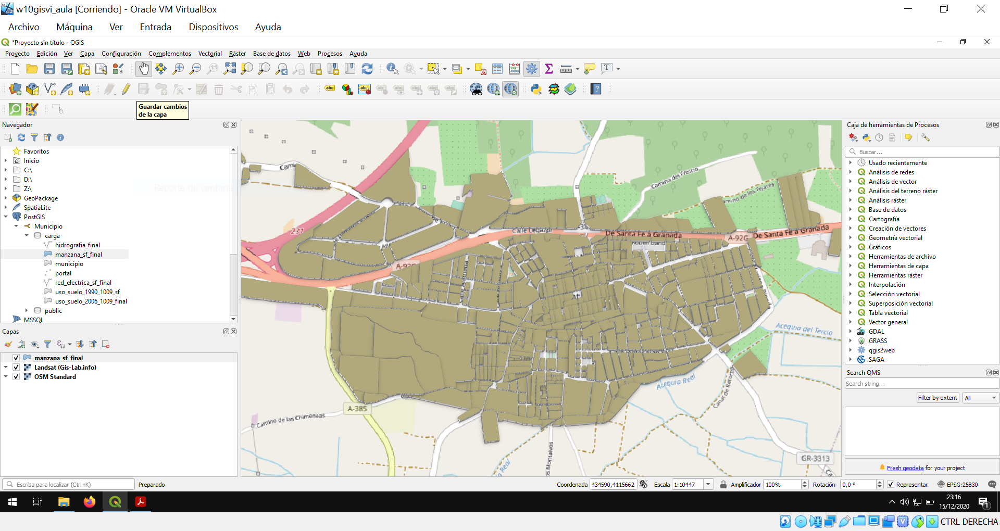 w10gisvi_aula [Corriendo] - Oracle VM VirtualBox
Archivo Máquina Ver Entrada Dispositivos Ayuda
*Proyecto sin título - QGIS
Proyecto Edición Ver Capa Configuración Complementos Vectorial Ráster Base de datos Web Procesos Ayuda
Guardar cambios
de la capa
Navegador
Favoritos
Inicio
C:\
D:\
Z:\
Recorte de ventana
GeoPackage
SpatiaLite
PostGIS
Municipio
carga
hidrografia_final
manzana_sf_final
municipio
portal
red_electrica_sf_final
uso_suelo_1990_1009_sf
uso_suelo_2006_1009_final
public
MSSQL
Capas
manzana_sf_final
Landsat (Gis-Lab.info)
OSM Standard
Cami
231
Calle Legazpi
-34
De Santa Fe a Granada
A-92G
De Santa Fe a Granada
Camino del Fresno
Camino de los Tejares
A-92G
Rubén Darío
A-385
Camino de las Chimeneas
Acequia del Tercio
Acequia Real
Canal de Retortillo
GR-3313
os Montalvos
a Real
Caja de herramientas de Procesos
Buscar...
Usado recientemente
Análisis de redes
Análisis de vector
Análisis del terreno ráster
Análisis ráster
Base de datos
Cartografía
Creación de vectores
Geometría vectorial
Gráficos
Herramientas de archivo
Herramientas de capa
Herramientas ráster
Interpolación
Selección vectorial
Superposición vectorial
Tabla vectorial
Vector general
GDAL
GRASS
qgis2web
SAGA
Search QMS
Search string...
Filter by extent All
Fresh geodata for your project
Escriba para localizar (Ctrl+K) Preparado Coordenada 434590,4115662 Escala 1:10447 Amplificador 100% Rotación 0,0 ° Representar EPSG:25830
23:16
15/12/2020
1
CTRL DERECHA